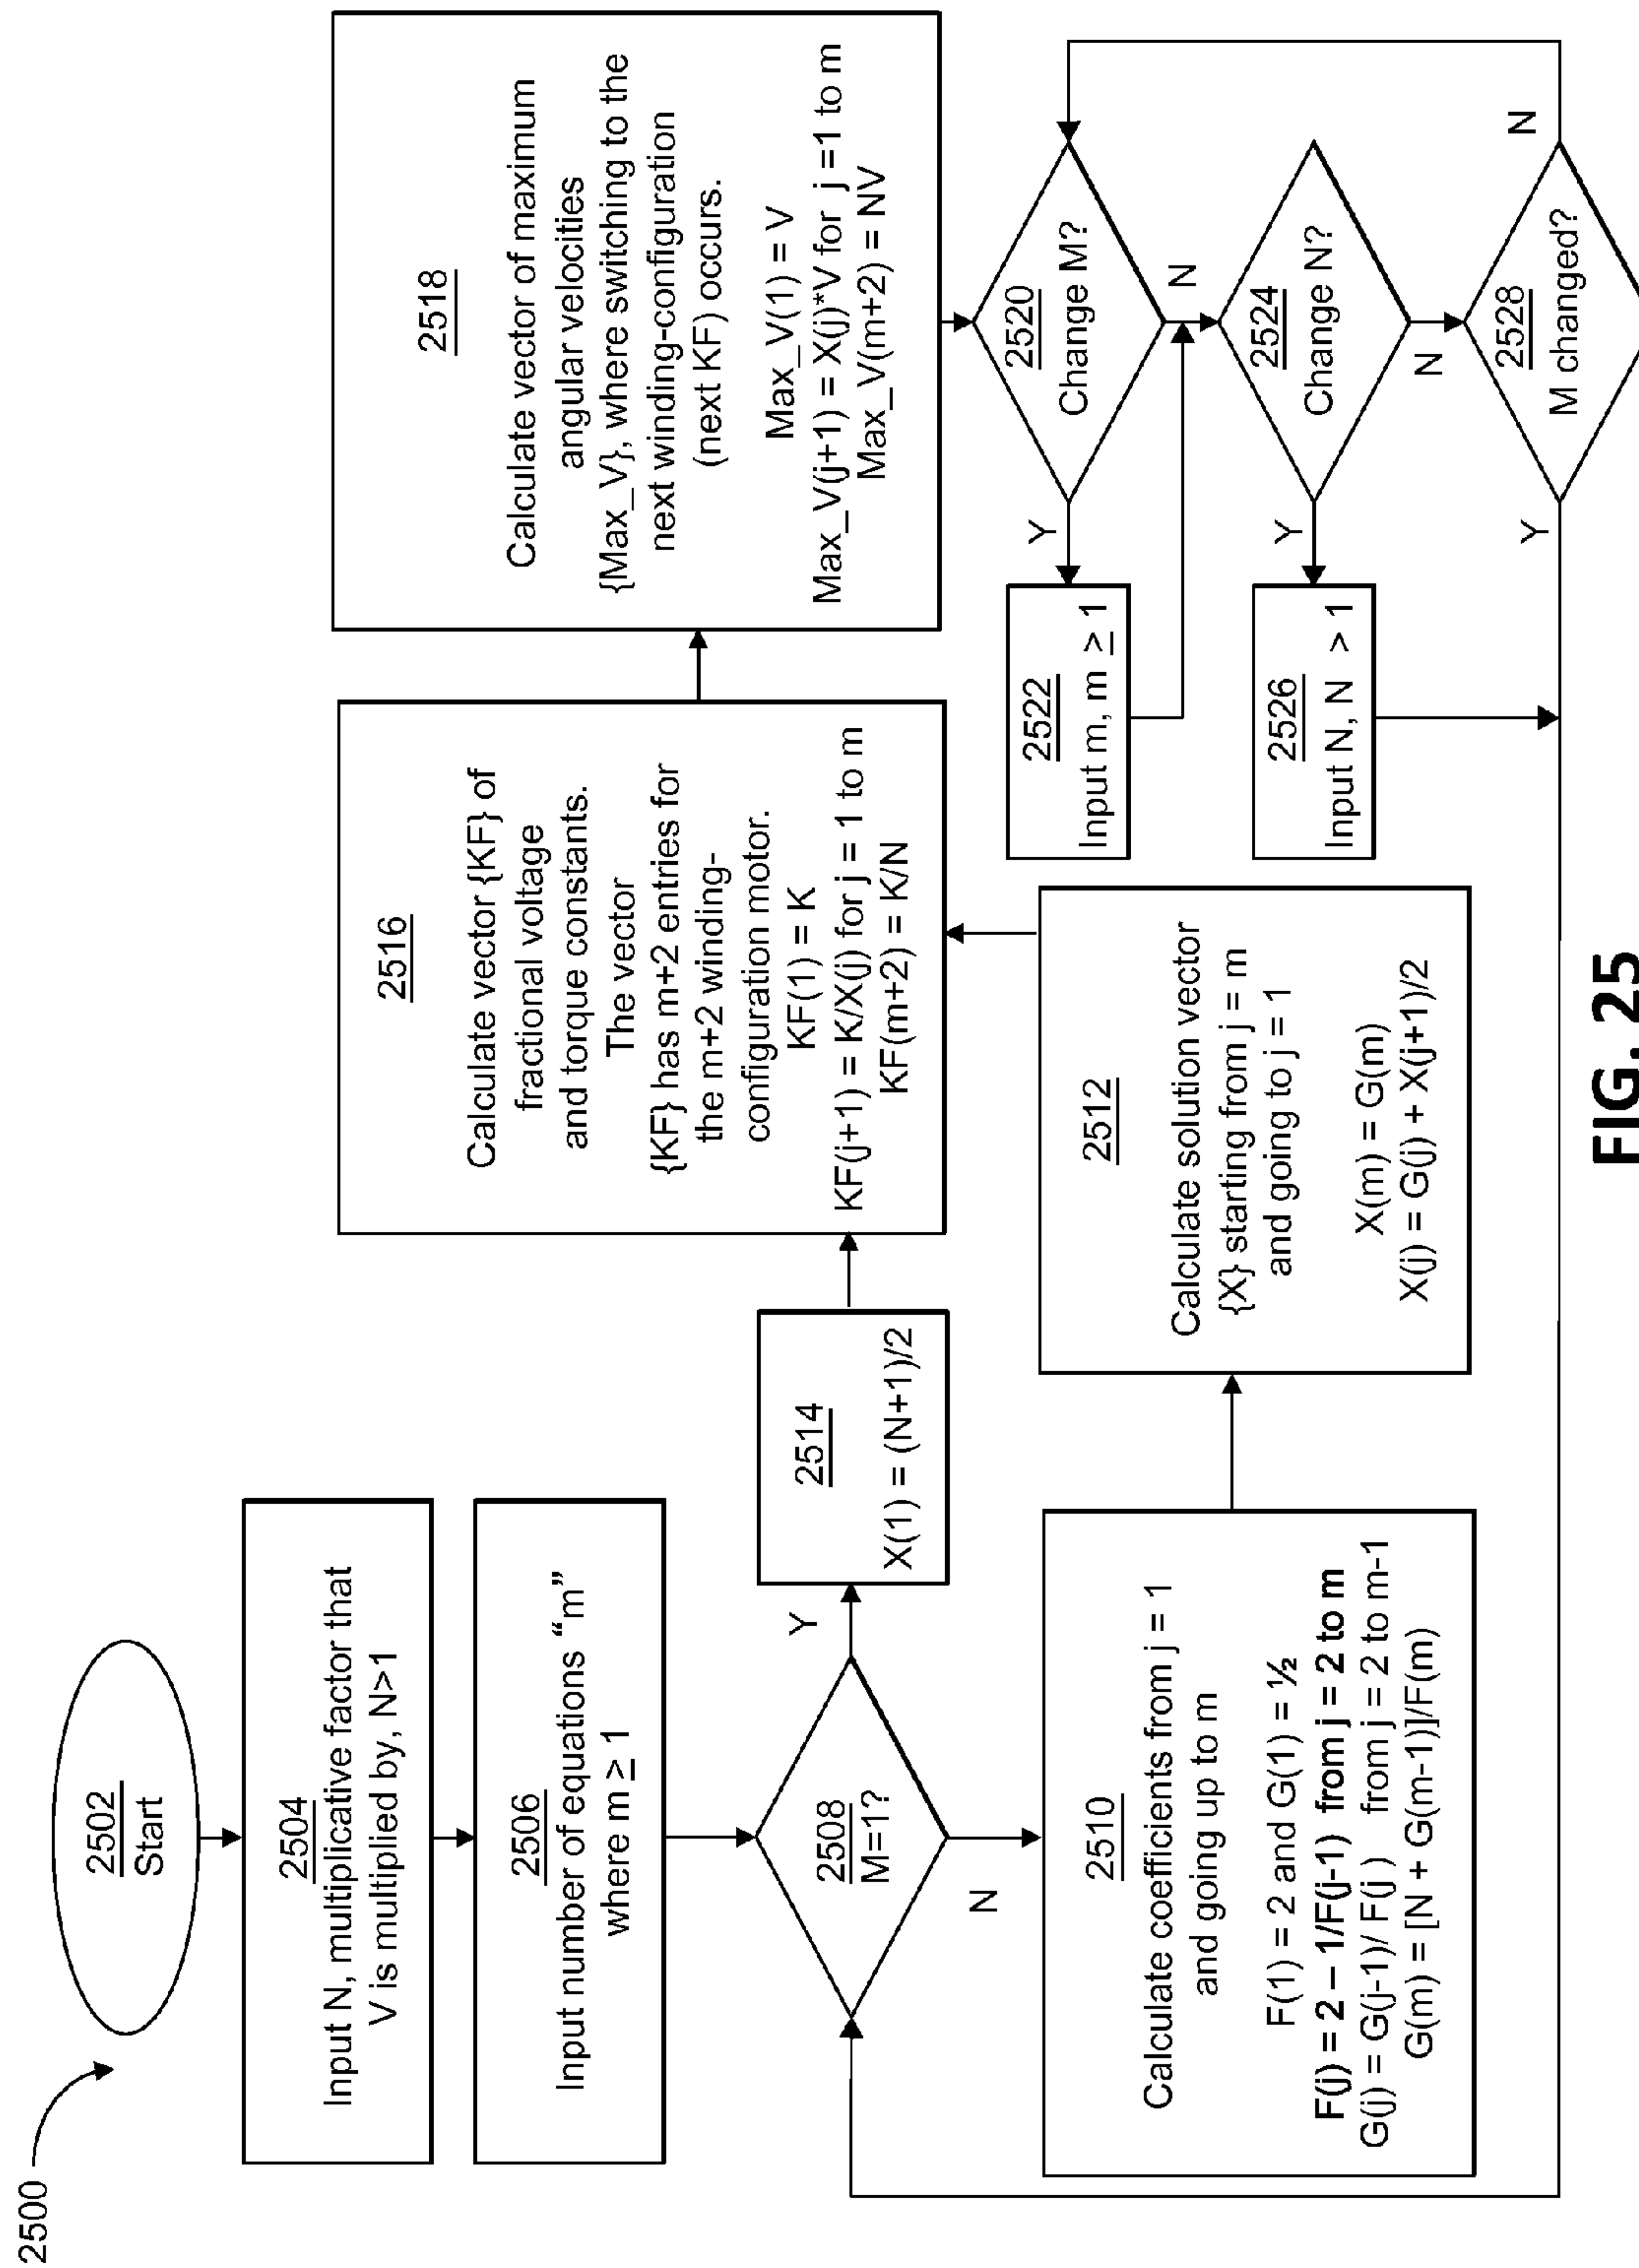 2500
2502
Start
2504
Input N, multiplicative factor that
V is multiplied by, N>1
2506
Input number of equations “m”
where m ≥ 1
2508
M=1?
Y
N
2510
Calculate coefficients from j = 1
and going up to m
F(1) = 2 and G(1) = ½
F(j) = 2 – 1/F(j-1) from j = 2 to m
G(j) = G(j-1)/ F(j ) from j = 2 to m-1
G(m) = [N + G(m-1)]/F(m)
2514
X(1) = (N+1)/2
2512
Calculate solution vector
{X} starting from j = m
and going to j = 1
X(m) = G(m)
X(j) = G(j) + X(j+1)/2
2516
Calculate vector {KF} of
fractional voltage
and torque constants.
The vector
{KF} has m+2 entries for
the m+2 winding-
configuration motor.
KF(1) = K
KF(j+1) = K/X(j) for j = 1 to m
KF(m+2) = K/N
2518
Calculate vector of maximum
angular velocities
{Max_V}, where switching to the
next winding-configuration
(next KF) occurs.
Max_V(1) = V
Max_V(j+1) = X(j)*V for j =1 to m
Max_V(m+2) = NV
2520
Change M?
Y
N
2522
Input m, m ≥ 1
2524
Change N?
Y
N
2526
Input N, N > 1
2528
M changed?
Y
N
FIG. 25